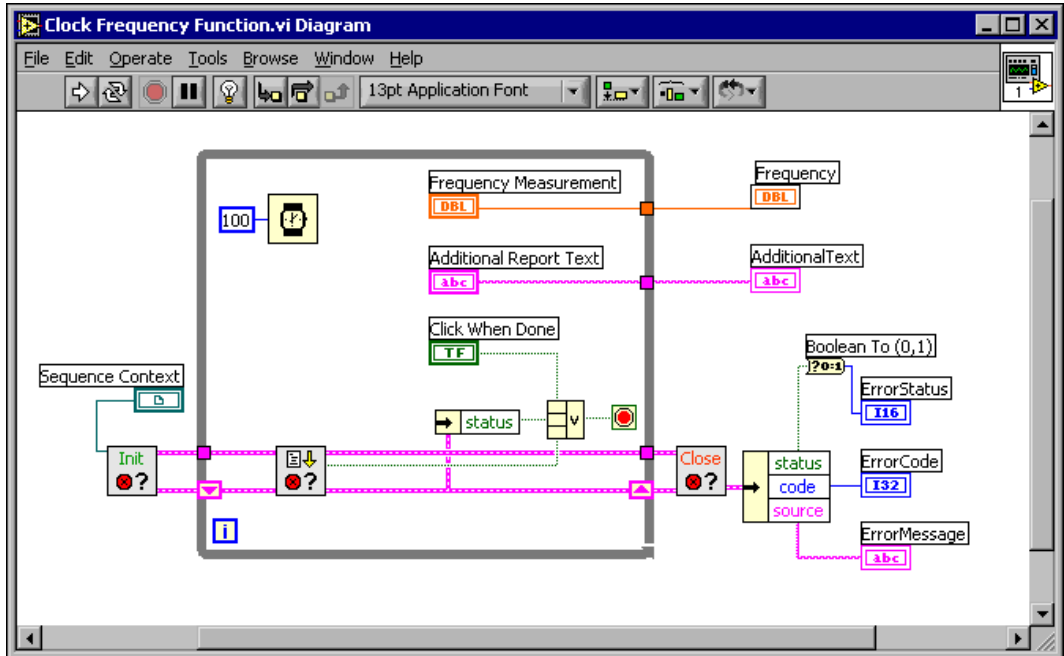 Clock Frequency Function.vi Diagram
File Edit Operate Tools Browse Window Help
13pt Application Font
1
Frequency Measurement
DBL
Frequency
DBL
100
Additional Report Text
abc
AdditionalText
abc
Click When Done
TF
Boolean To (0,1)
?0:1
Sequence Context
ErrorStatus
I16
status
v
Init
?
?
Close
?
status
code
source
ErrorCode
I32
i
ErrorMessage
abc